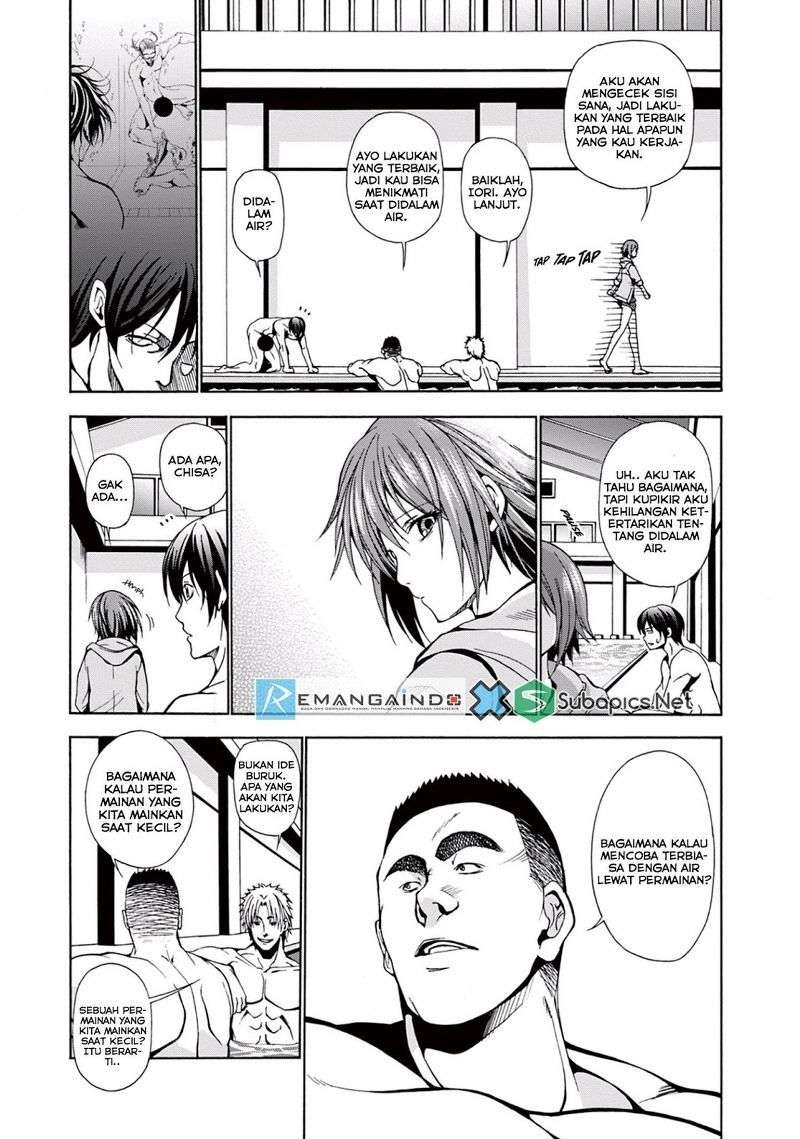 AKU AKAN
MENGECEK SISI
SANA, JADI LAKU-
KAN YANG TERBAIK
PADA HAL APAPUN
YANG KAU KERJA-
KAN.
BAIKLAH,
IORI. AYO
LANJUT.
AYO LAKUKAN
YANG TERBAIK,
JADI KAU BISA
MENIKMATI
SAAT DIDALAM
AIR.
DIDA-
LAM
AIR?
TAP TAP TAP
UH.. AKU TAK
TAHU BAGAIMANA,
TAPI KUPIKIR AKU
KEHILANGAN KET-
ERTARIKAN TEN-
TANG DIDALAM
AIR.
PAUSE
ADA APA,
CHISA?
GAK
ADA...
HMMPH
REMANGAINDO
Subapics.Net
BAGAIMANA KALAU
MENCOBA TERBIA-
SA DENGAN AIR
LEWAT PERMAINAN?
BUKAN IDE
BURUK.
APA YANG
AKAN KITA
LAKUKAN?
BAGAIMANA
KALAU PER-
MAINAN YANG
KITA MAINKAN
SAAT KECIL?
SEBUAH PER-
MAINAN YANG
KITA MAINKAN
SAAT KECIL?
ITU BERAR-
TI..